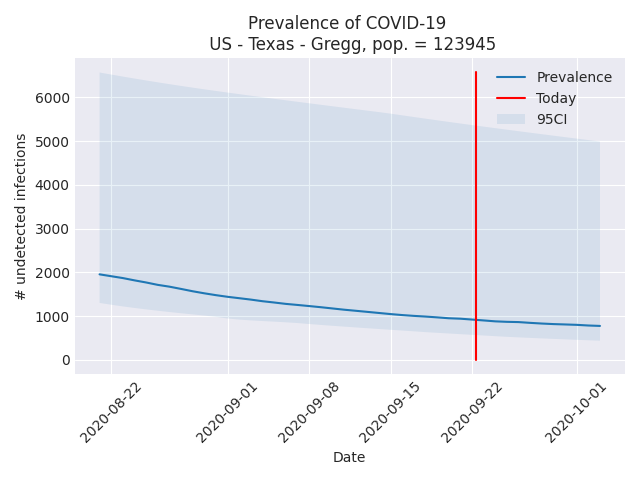 Prevalence of COVID-19
US - Texas - Gregg, pop. = 123945
Prevalence
Today
95CI
# undetected infections
6000
5000
4000
3000
2000
1000
0
2020-08-22
2020-09-01
2020-09-08
2020-09-15
2020-09-22
2020-10-01
Date